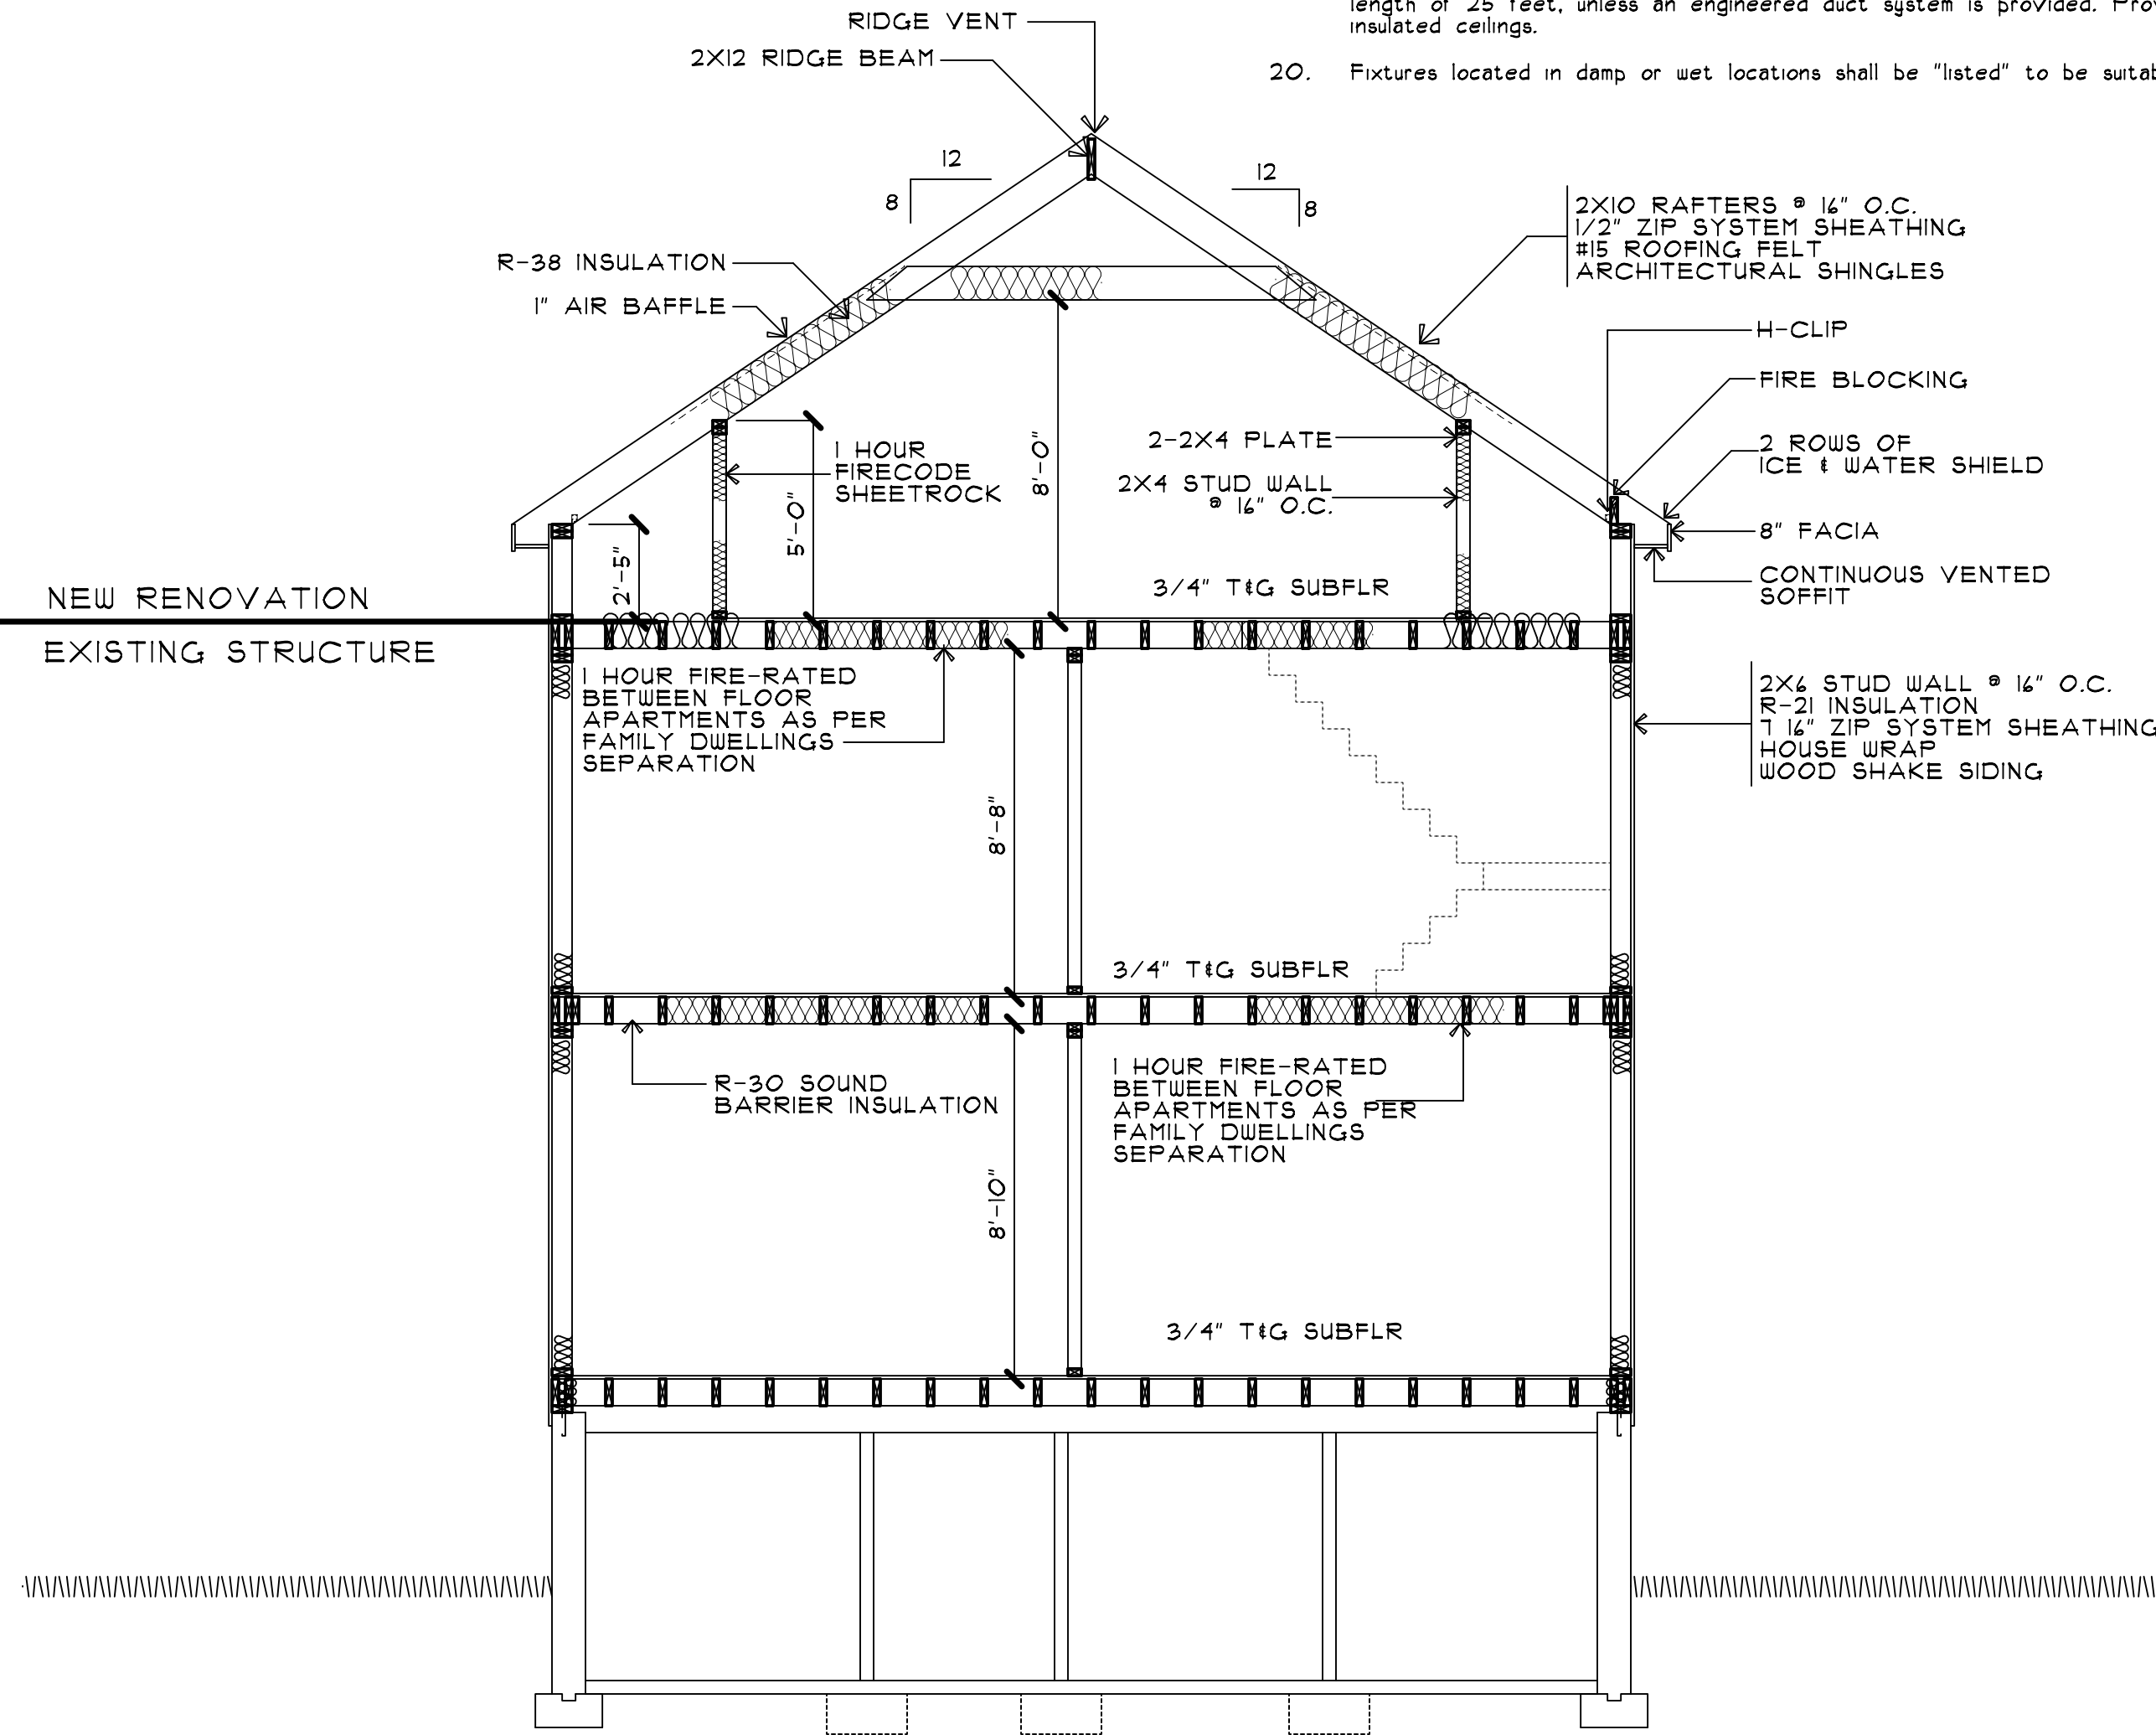 length of 25 feet, unless an engineered duct system is provided.
insulated ceilings.
20. Fixtures located in damp or wet locations shall be "listed" to be
RIDGE VENT
2X12 RIDGE BEAM
12
8
12
8
R-38 INSULATION
1" AIR BAFFLE
2X10 RAFTERS @ 16" O.C.
1/2" ZIP SYSTEM SHEATHING
#15 ROOFING FELT
ARCHITECTURAL SHINGLES
H-CLIP
FIRE BLOCKING
2 ROWS OF
ICE & WATER SHIELD
8" FACIA
CONTINUOUS VENTED
SOFFIT
1 HOUR
FIRECODE
SHEETROCK
2-2X4 PLATE
2X4 STUD WALL
@ 16" O.C.
8'-0"
5'-0"
2'-5"
3/4" T&G SUBFLR
NEW RENOVATION
EXISTING STRUCTURE
1 HOUR FIRE-RATED
BETWEEN FLOOR
APARTMENTS AS PER
FAMILY DWELLINGS
SEPARATION
2X6 STUD WALL @ 16" O.C.
R-21 INSULATION
7 16" ZIP SYSTEM SHEATHING
HOUSE WRAP
WOOD SHAKE SIDING
8'-8"
3/4" T&G SUBFLR
R-30 SOUND
BARRIER INSULATION
1 HOUR FIRE-RATED
BETWEEN FLOOR
APARTMENTS AS PER
FAMILY DWELLINGS
SEPARATION
8'-10"
3/4" T&G SUBFLR